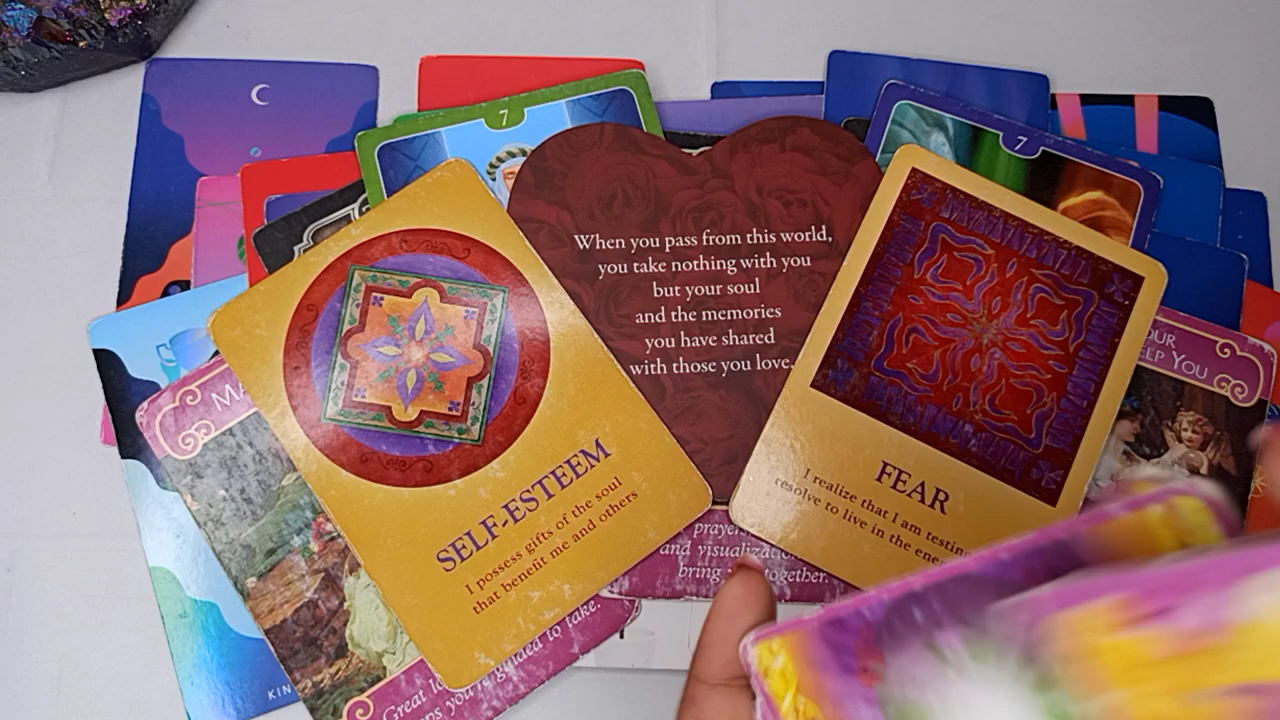 7
7
When you pass from this world,
you take nothing with you
but your soul
and the memories
you have shared
with those you love.
OUR
ELP YOU
MA
SELF-ESTEEM
I possess gifts of the soul
that benefit me and others
FEAR
I realize that I am testin
resolve to live in the ene
prayer
and visualizatio
bring together.
Great lo
ps you're guided to take.
KIN